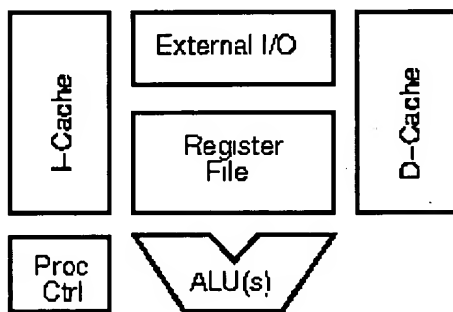 I-Cache
External I/O
D-Cache
Register
File
Proc
Ctrl
ALU(s)